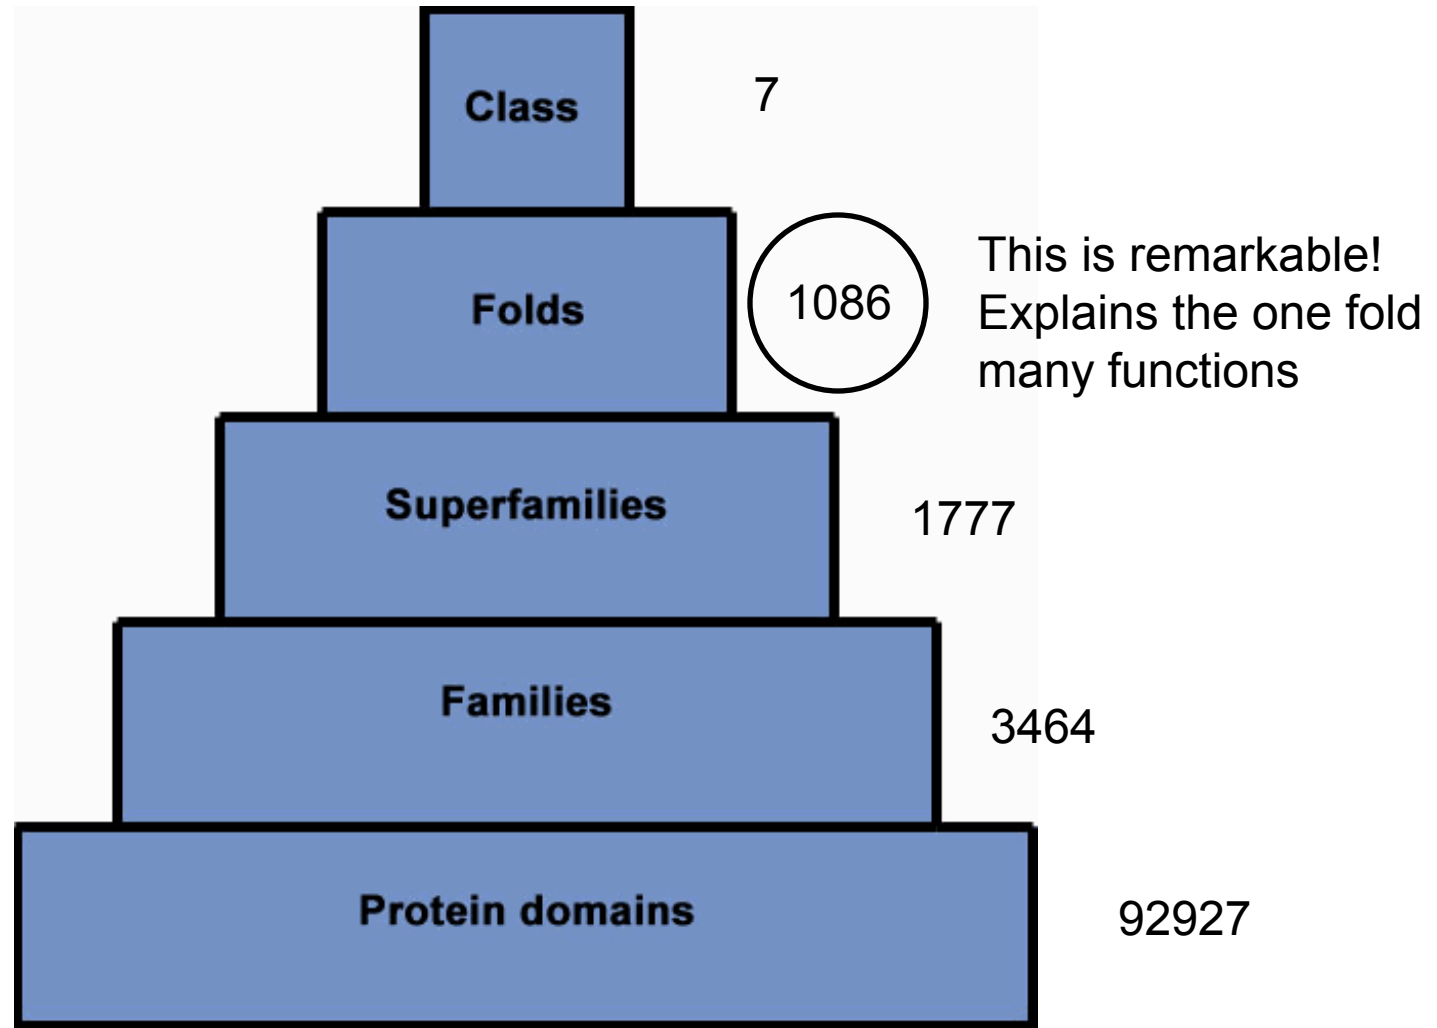 Class
7
Folds
1086
This is remarkable!
Explains the one fold
many functions
Superfamilies
1777
Families
3464
Protein domains
92927